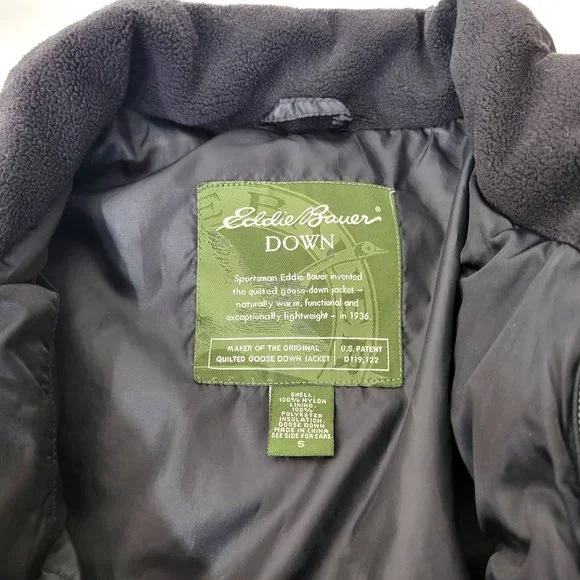 Eddie Bauer
DOWN
Sportsman Eddie Bauer invented
the quilted goose-down jacket –
naturally warm, functional and
exceptionally lightweight – in 1936.
MAKER OF THE ORIGINAL
QUILTED GOOSE DOWN JACKET
U.S. PATENT
D119,122
SHELL:
100% NYLON
LINING:
100%
POLYESTER
INSULATION
GOOSE DOWN
MADE IN CHINA
SEE SIDE FOR CARE
S